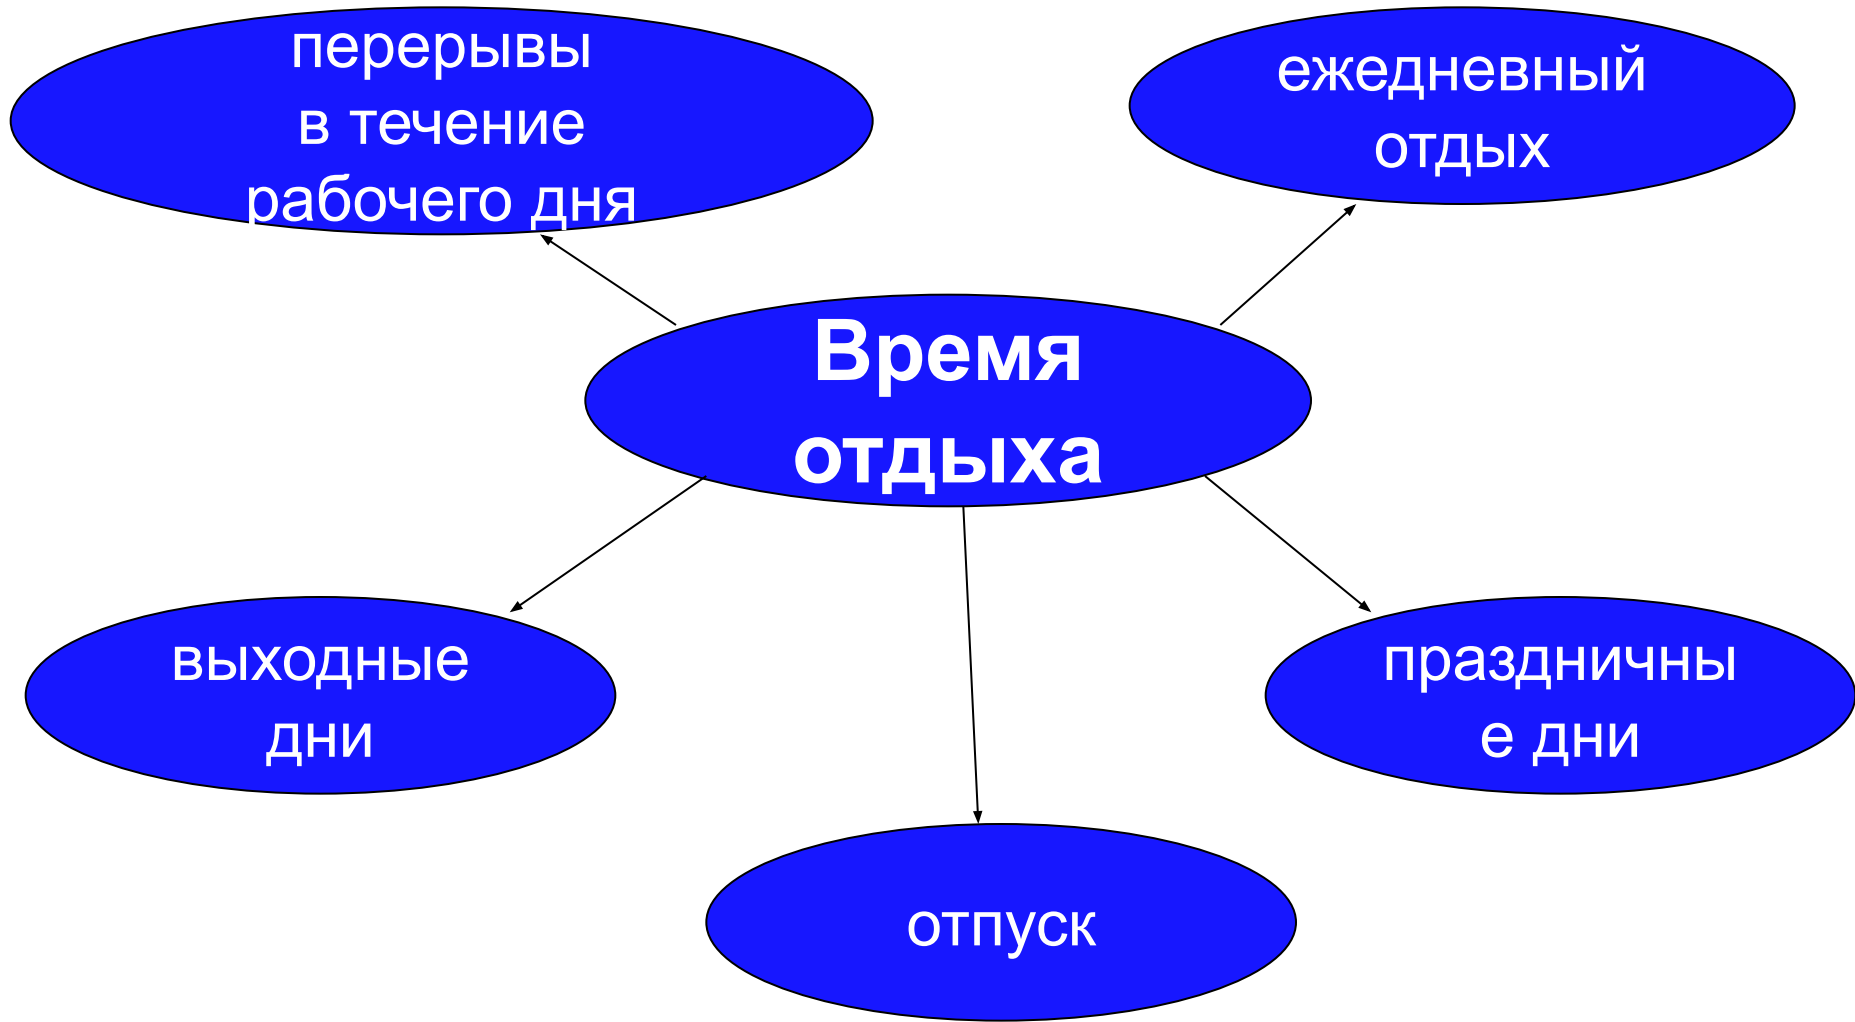 перерывы
в течение
рабочего дня
ежедневный
отдых
Время
отдыха
выходные
дни
праздничны
е дни
отпуск